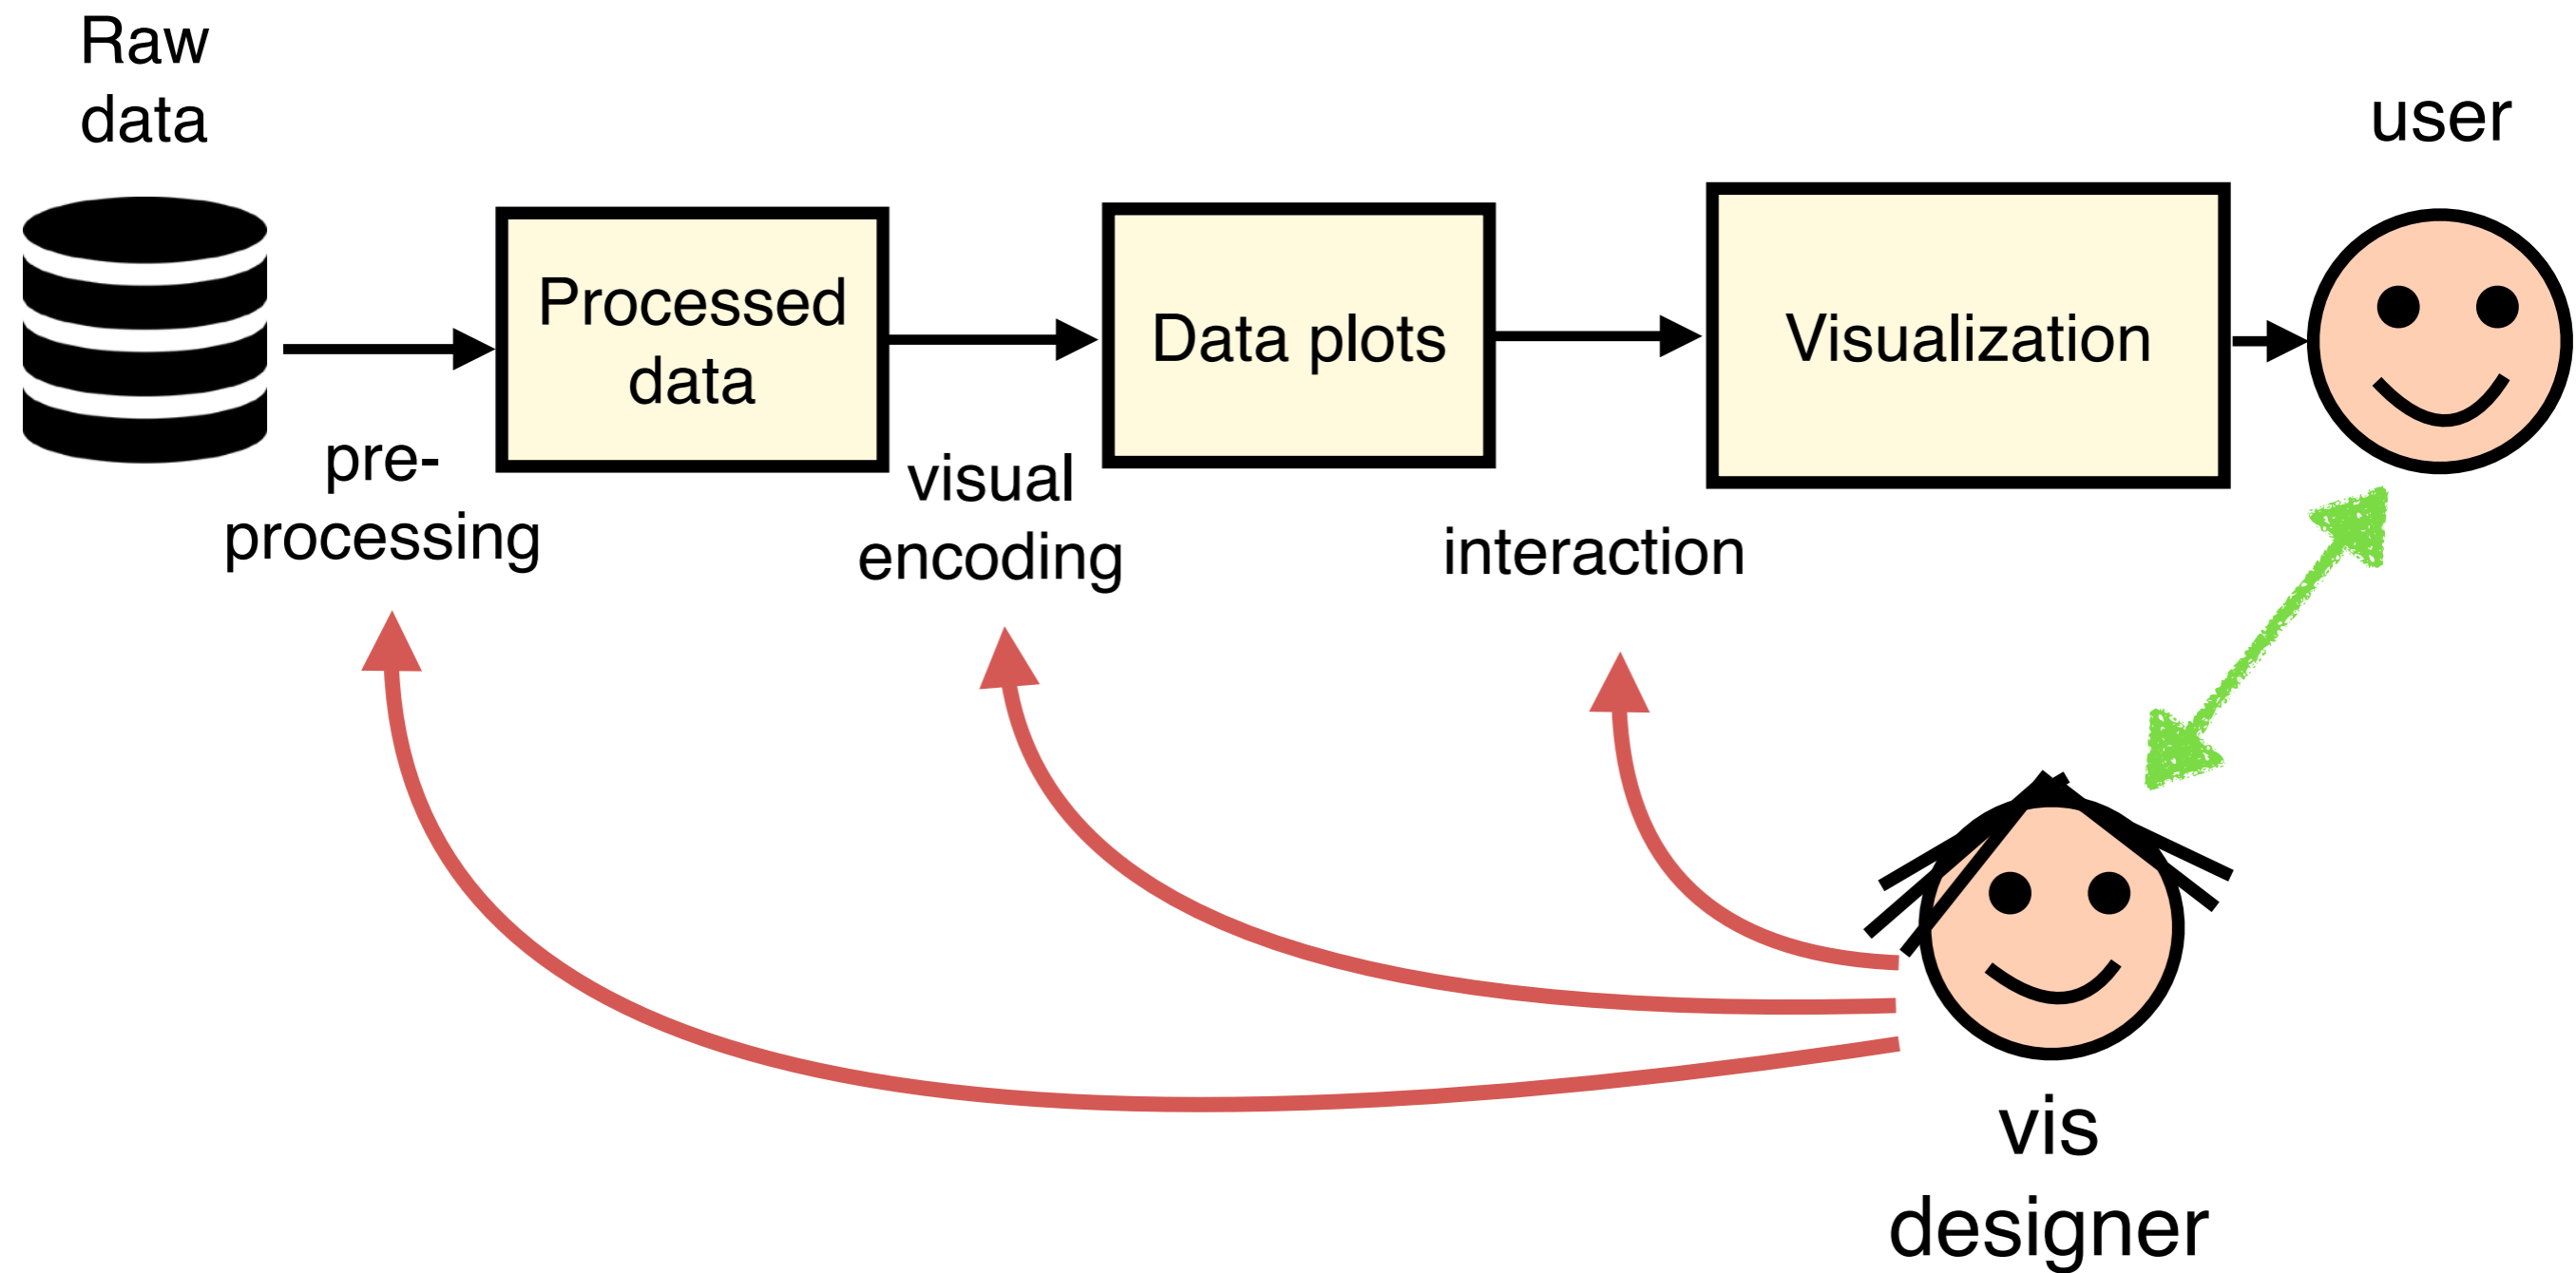 Raw
data
user
Processed
data
Data plots
Visualization
pre-
processing
visual
encoding
interaction
vis
designer